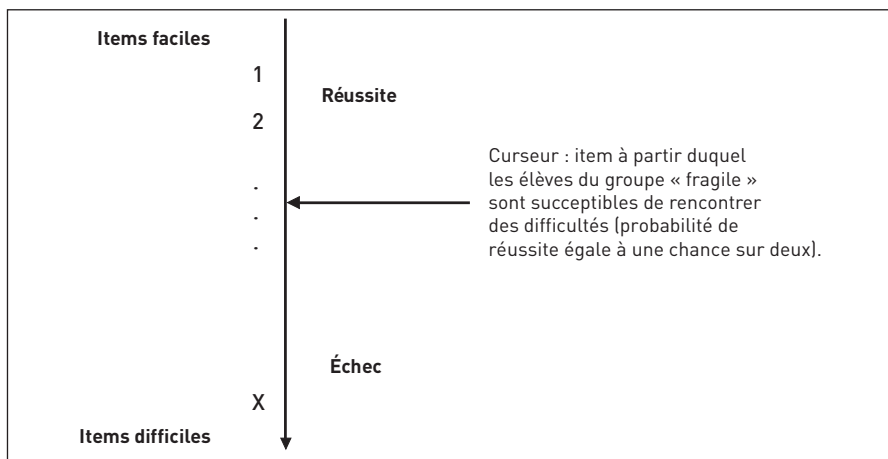 Items faciles
1
Réussite
2
Curseur : item à partir duquel
les élèves du groupe « fragile »
sont susceptibles de rencontrer
des difficultés (probabilité de
réussite égale à une chance sur deux).
.
.
.
Échec
X
Items difficiles